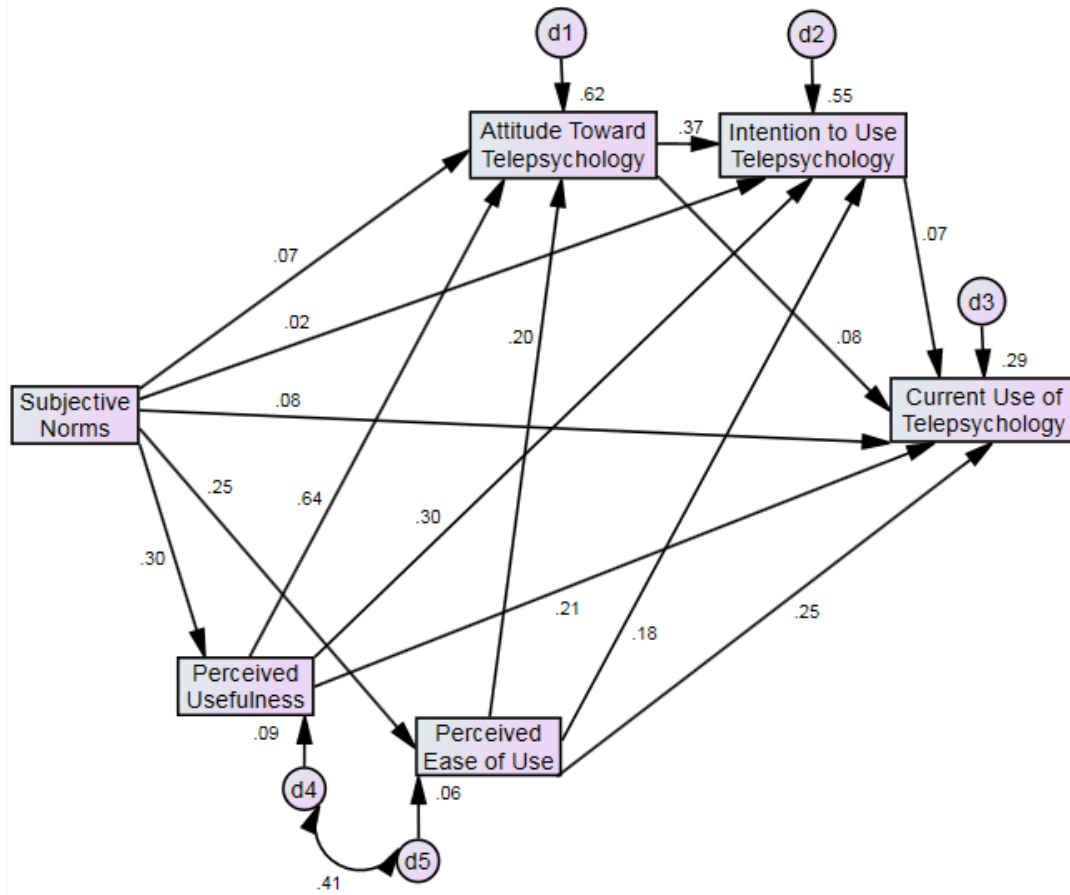 d1
d2
.62
.55
Attitude Toward
Telepsychology
.37
Intention to Use
Telepsychology
.07
.07
d3
.02
.20
.08
.29
Subjective
Norms
.08
Current Use of
Telepsychology
.25
.64
.30
.30
.21
.18
.25
Perceived
Usefulness
.09
Perceived
Ease of Use
d4
.06
d5
.41